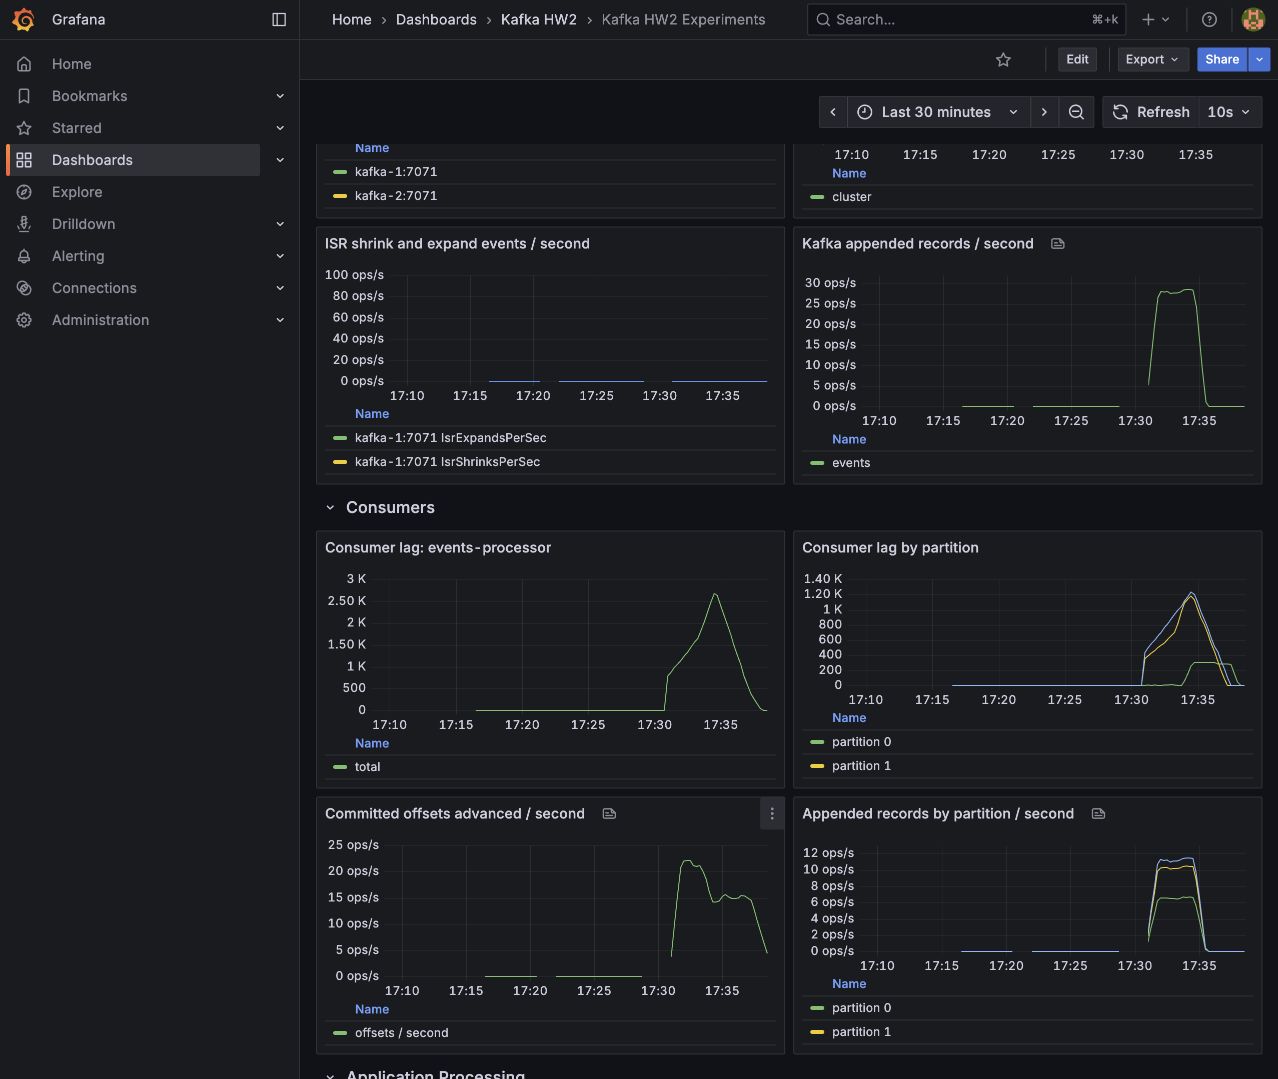 Grafana
Home › Dashboards › Kafka HW2 › Kafka HW2 Experiments
Search...
⌘+k
Edit
Export
Share
Home
Bookmarks
Starred
Dashboards
Explore
Drilldown
Alerting
Connections
Administration
Last 30 minutes
Refresh
10s
Name
kafka-1:7071
kafka-2:7071
17:10 17:15 17:20 17:25 17:30 17:35
Name
cluster
ISR shrink and expand events / second
100 ops/s
80 ops/s
60 ops/s
40 ops/s
20 ops/s
0 ops/s
17:10 17:15 17:20 17:25 17:30 17:35
Name
kafka-1:7071 IsrExpandsPerSec
kafka-1:7071 IsrShrinksPerSec
Kafka appended records / second
30 ops/s
25 ops/s
20 ops/s
15 ops/s
10 ops/s
5 ops/s
0 ops/s
17:10 17:15 17:20 17:25 17:30 17:35
Name
events
Consumers
Consumer lag: events-processor
3 K
2.50 K
2 K
1.50 K
1 K
500
0
17:10 17:15 17:20 17:25 17:30 17:35
Name
total
Consumer lag by partition
1.40 K
1.20 K
1 K
800
600
400
200
0
17:10 17:15 17:20 17:25 17:30 17:35
Name
partition 0
partition 1
Committed offsets advanced / second
25 ops/s
20 ops/s
15 ops/s
10 ops/s
5 ops/s
0 ops/s
17:10 17:15 17:20 17:25 17:30 17:35
Name
offsets / second
Appended records by partition / second
12 ops/s
10 ops/s
8 ops/s
6 ops/s
4 ops/s
2 ops/s
0 ops/s
17:10 17:15 17:20 17:25 17:30 17:35
Name
partition 0
partition 1
Application Processing